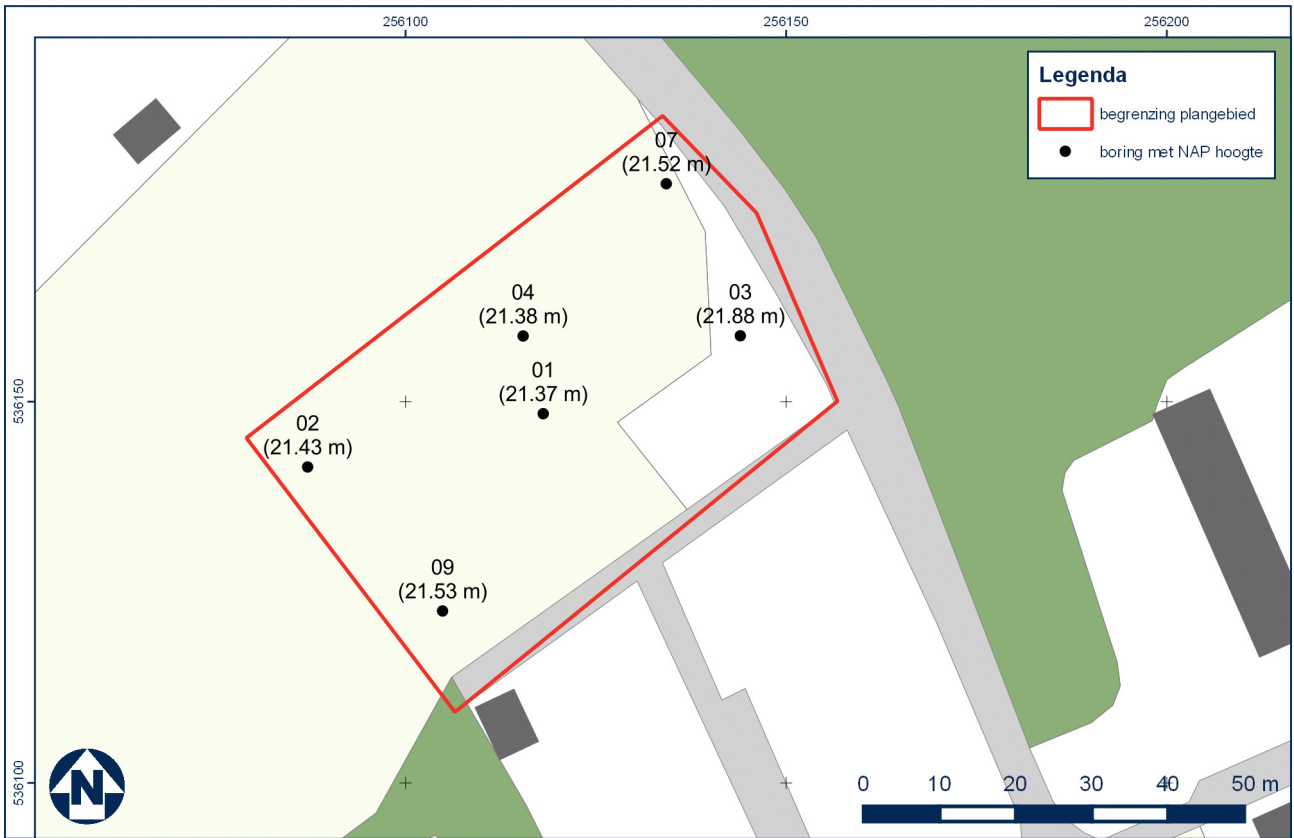 256100
256150
256200
Legenda
begrenzing plangebied
boring met NAP hoogte
07
(21.52 m)
04
(21.38 m)
03
(21.88 m)
01
(21.37 m)
536150
02
(21.43 m)
09
(21.53 m)
536100
N
0 10 20 30 40 50 m